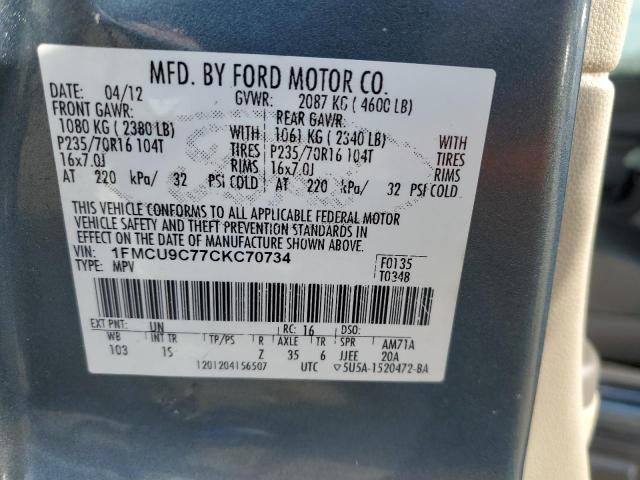 MFD. BY FORD MOTOR CO.
DATE: 04/12 GVWR: 2087 KG ( 4600 LB)
FRONT GAWR: REAR GAWR:
1080 KG ( 2380 LB) WITH 1061 KG ( 2340 LB) WITH
P235/70R16 104T TIRES P235/70R16 104T TIRES
16x7.0J RIMS 16x7.0J RIMS
AT 220 kPa/ 32 PSI COLD AT 220 kPa/ 32 PSI COLD
THIS VEHICLE CONFORMS TO ALL APPLICABLE FEDERAL MOTOR
VEHICLE SAFETY AND THEFT PREVENTION STANDARDS IN
EFFECT ON THE DATE OF MANUFACTURE SHOWN ABOVE.
VIN: 1FMCU9C77CKC70734 F0135
TYPE: MPV T0348
EXT PNT: UN RC: 16 DSO:
WB INT TR TP/PS R AXLE TR SPR AM71A
103 1S Z 35 6 JJEE 20A
1201204156507 UTC ▽5U5A-1520472-BA